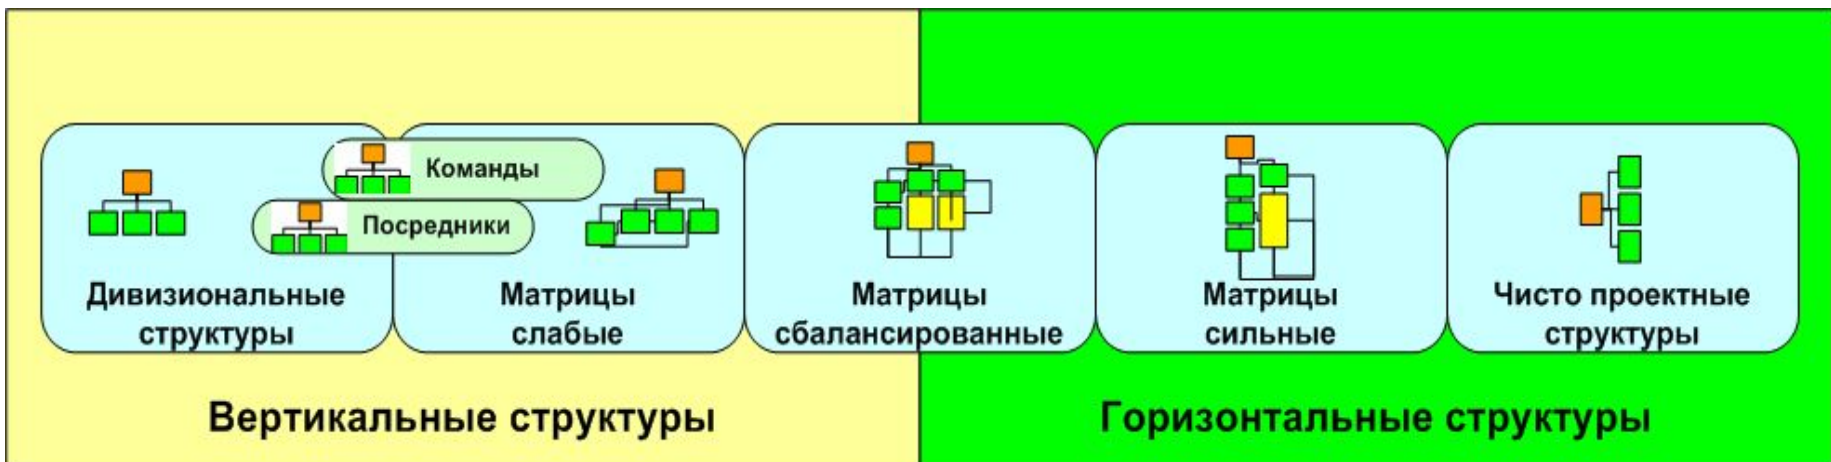 Команды
Посредники
Дивизиональные
структуры
Матрицы
слабые
Матрицы
сбалансированные
Матрицы
сильные
Чисто проектные
структуры
Вертикальные структуры
Горизонтальные структуры